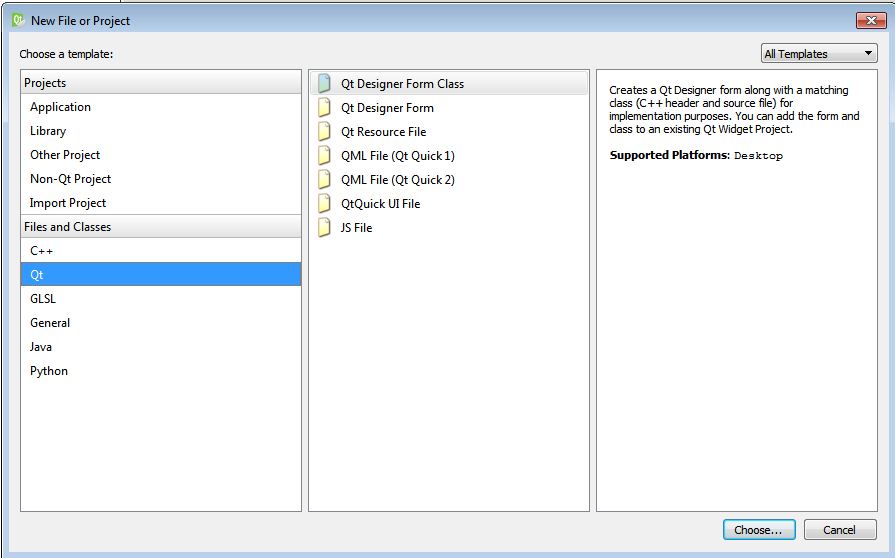 New File or Project
Choose a template:
All Templates
Projects
Application
Library
Other Project
Non-Qt Project
Import Project
Files and Classes
C++
Qt
GLSL
General
Java
Python
Qt Designer Form Class
Qt Designer Form
Qt Resource File
QML File (Qt Quick 1)
QML File (Qt Quick 2)
QtQuick UI File
JS File
Creates a Qt Designer form along with a matching
class (C++ header and source file) for
implementation purposes. You can add the form and
class to an existing Qt Widget Project.
Supported Platforms: Desktop
Choose...
Cancel